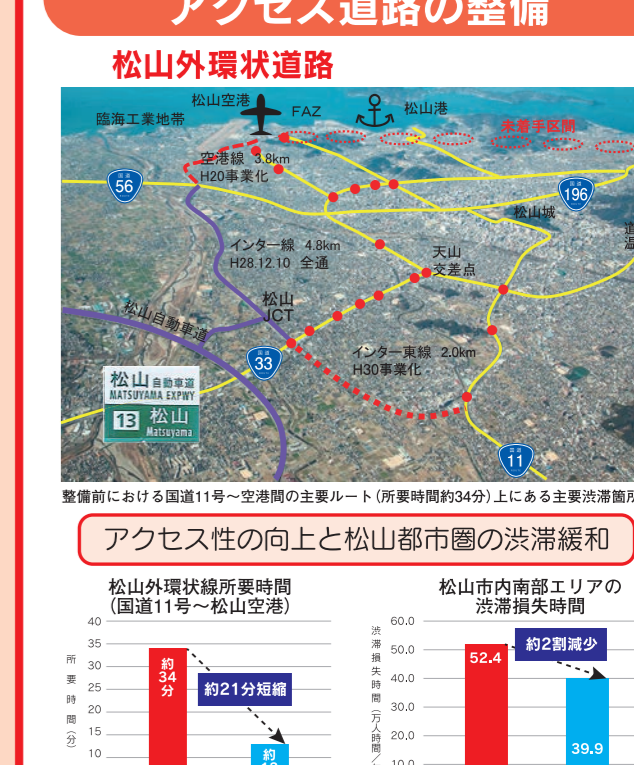 アクセス道路の整備
松山外環状道路
松山空港
FAZ
松山港
臨海工業地帯
未着手区間
空港線 3.8km
H20事業化
国道
56
国道
196
松山城
道
温
インター線 4.8km
H28.12.10 全通
天山
交差点
松山
JCT
松山自動車道
国道
33
インター東線 2.0km
H30事業化
松山自動車道
MATSUYAMA EXPWY
13 松山
Matsuyama
国道
11
整備前における国道11号～空港間の主要ルート(所要時間約34分)上にある主要渋滞箇所
アクセス性の向上と松山都市圏の渋滞緩和
松山外環状線所要時間
(国道11号～松山空港)
所要時間(分)
40
35
30
25
20
15
10
約
34
分
約21分短縮
約
松山市内南部エリアの
渋滞損失時間
渋滞損失時間(万人時間/
60.0
50.0
40.0
30.0
20.0
10.0
52.4
約2割減少
39.9